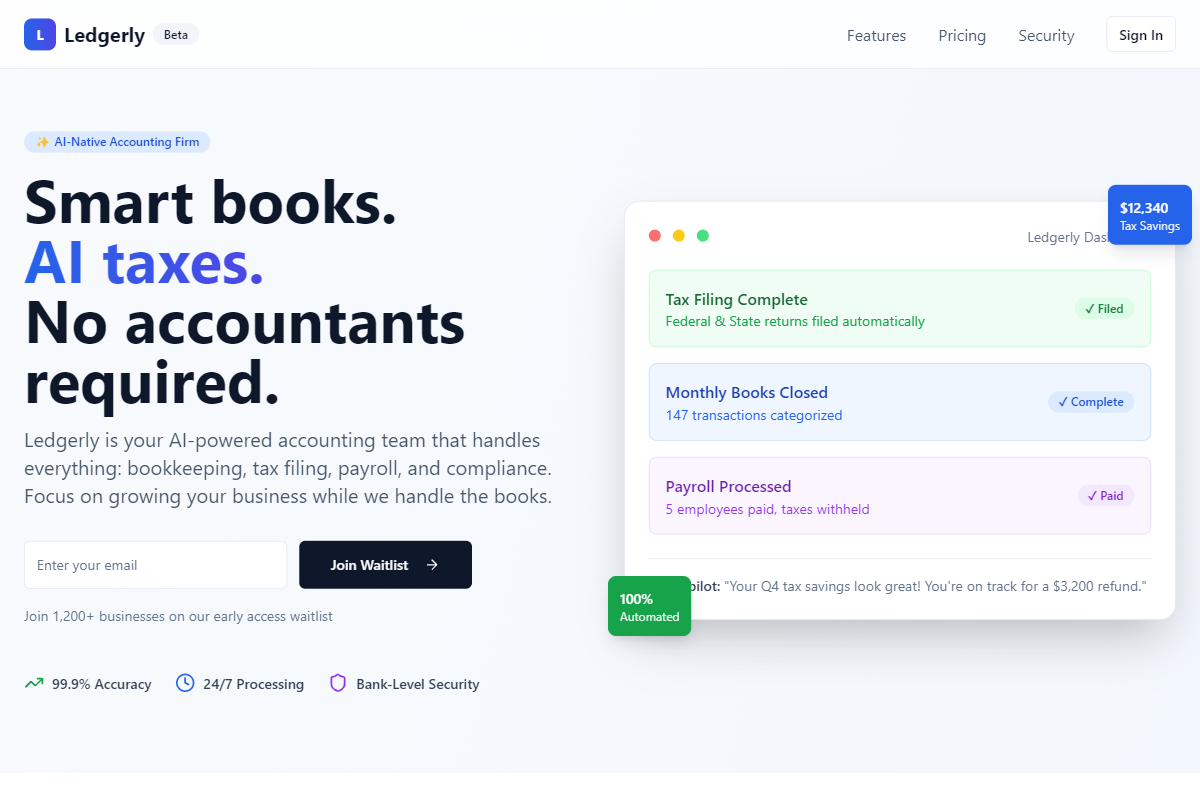 L Ledgerly Beta
Features Pricing Security Sign In
✨ AI-Native Accounting Firm
Smart books.
AI taxes.
No accountants
required.
Ledgerly is your AI-powered accounting team that handles
everything: bookkeeping, tax filing, payroll, and compliance.
Focus on growing your business while we handle the books.
Enter your email
Join Waitlist →
Join 1,200+ businesses on our early access waitlist
99.9% Accuracy
24/7 Processing
Bank-Level Security
$12,340
Tax Savings
Ledgerly
Tax Filing Complete
Federal & State returns filed automatically
✓ Filed
Monthly Books Closed
147 transactions categorized
✓ Complete
Payroll Processed
5 employees paid, taxes withheld
✓ Paid
"Your Q4 tax savings look great! You're on track for a $3,200 refund."
100%
Automated